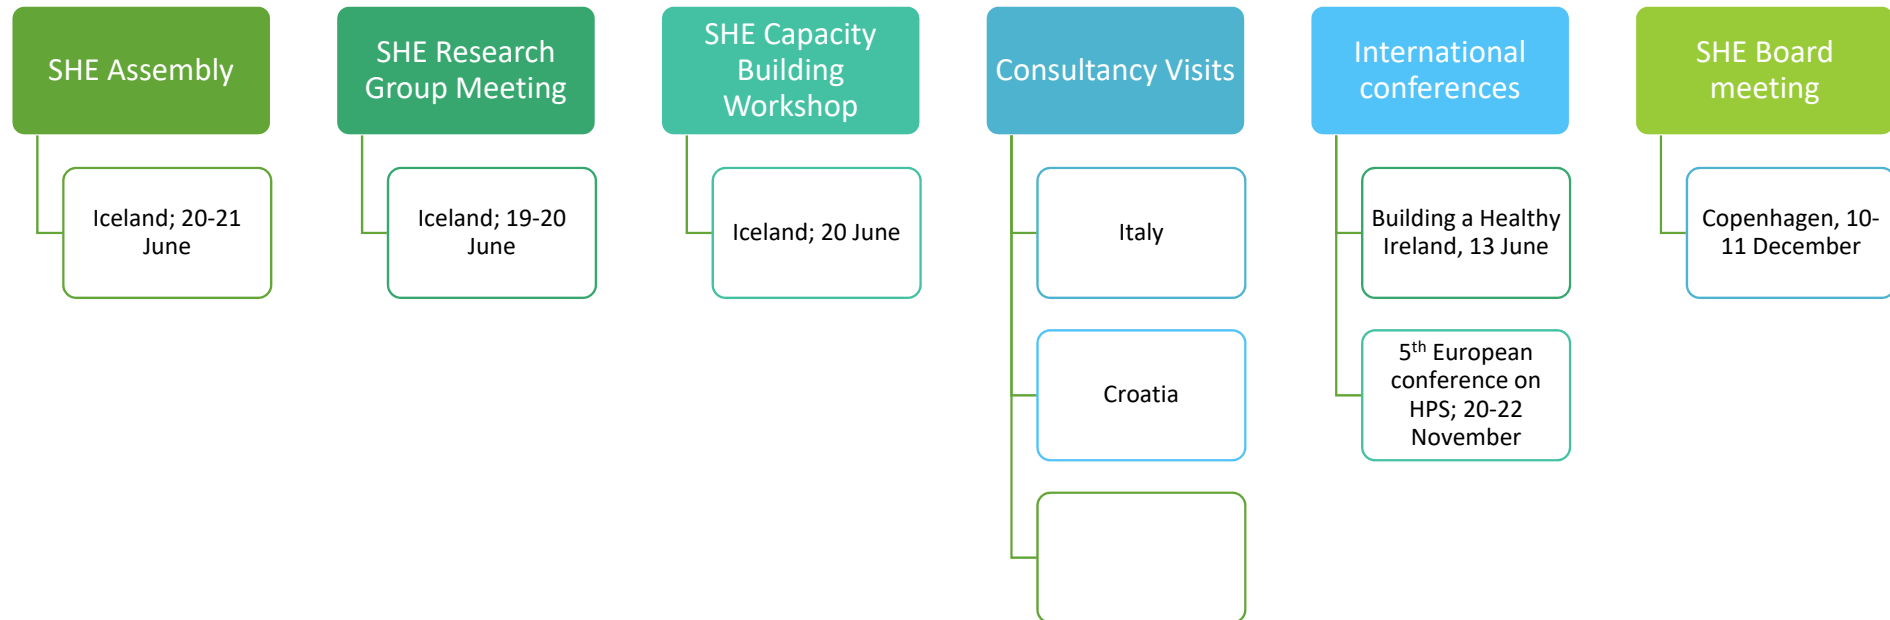 SHE Assembly
Iceland; 20-21
June
SHE Research
Group Meeting
Iceland; 19-20
June
SHE Capacity
Building
Workshop
Iceland; 20 June
Consultancy Visits
Italy
Croatia
International
conferences
Building a Healthy
Ireland, 13 June
5th European
conference on
HPS; 20-22
November
SHE Board
meeting
Copenhagen, 10-
11 December